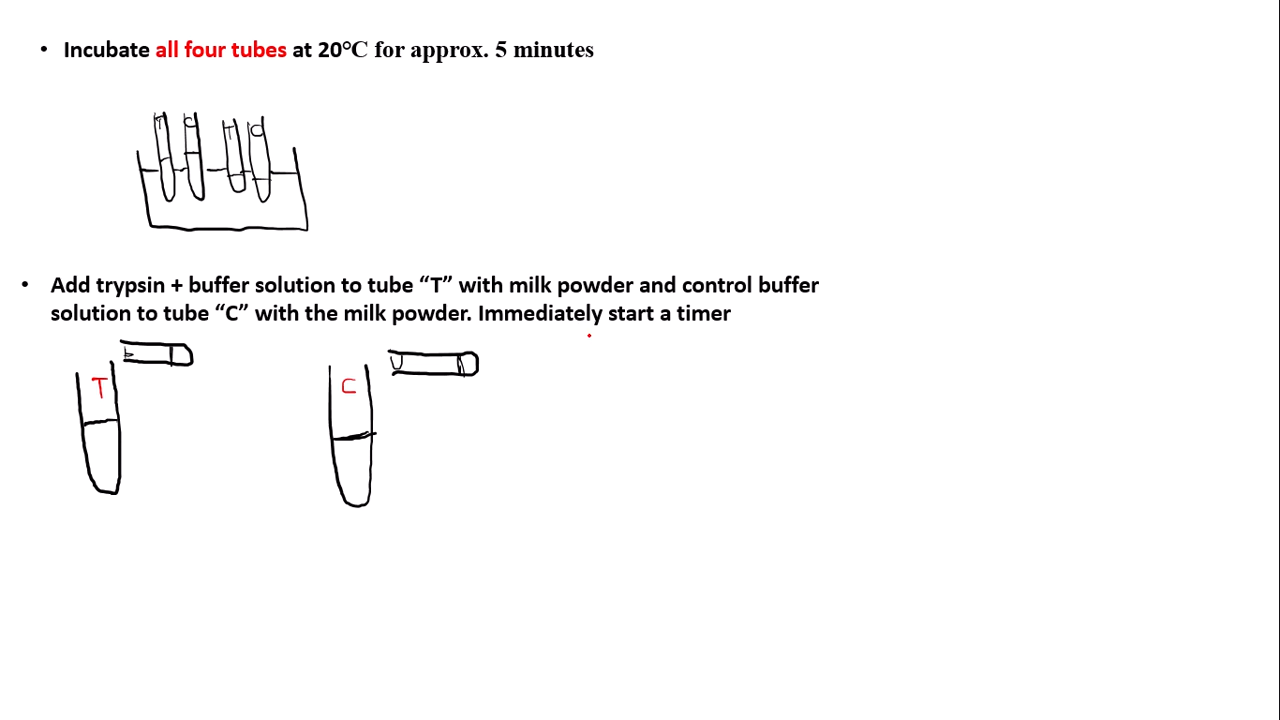 • Incubate all four tubes at 20°C for approx. 5 minutes
T C T C
• Add trypsin + buffer solution to tube “T” with milk powder and control buffer
solution to tube “C” with the milk powder. Immediately start a timer
T C